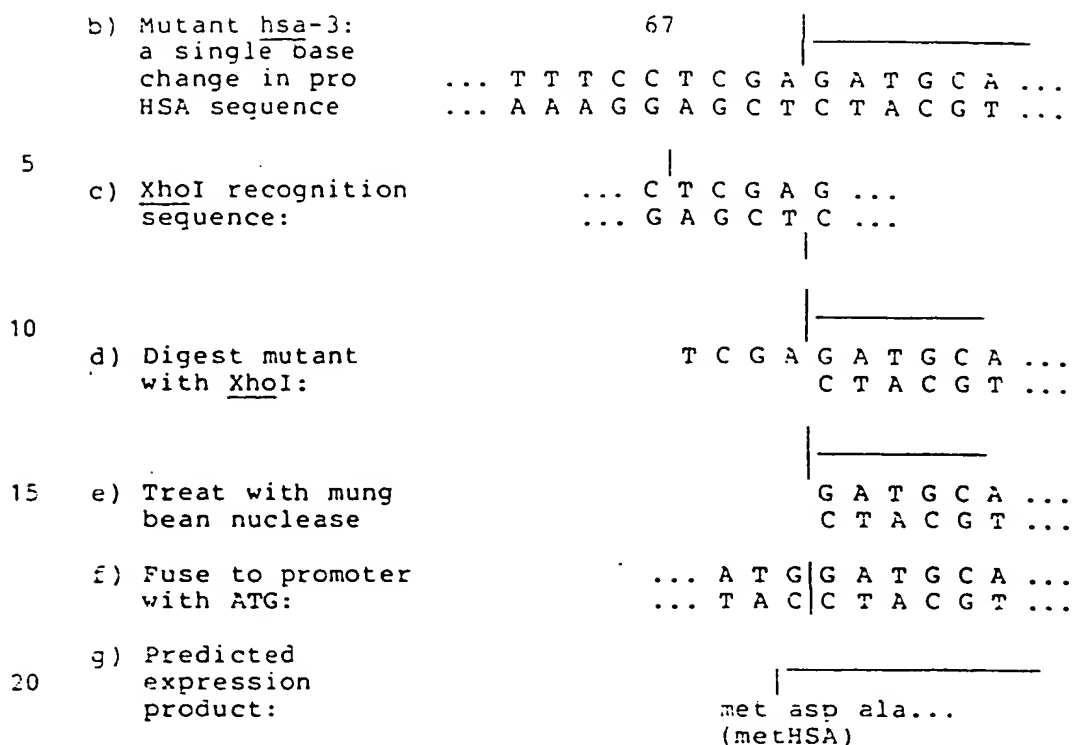 b) Mutant hsa-3: 67
a single base
change in pro ... T T T C C T C G A G A T G C A ...
HSA sequence ... A A A G G A G C T C T A C G T ...
5
c) XhoI recognition ... C T C G A G ...
sequence: ... G A G C T C ...
10
d) Digest mutant T C G A G A T G C A ...
with XhoI: C T A C G T ...
15 e) Treat with mung G A T G C A ...
bean nuclease C T A C G T ...
f) Fuse to promoter ... A T G G A T G C A ...
with ATG: ... T A C C T A C G T ...
g) Predicted
20 expression
product: met asp ala...
(metHSA)